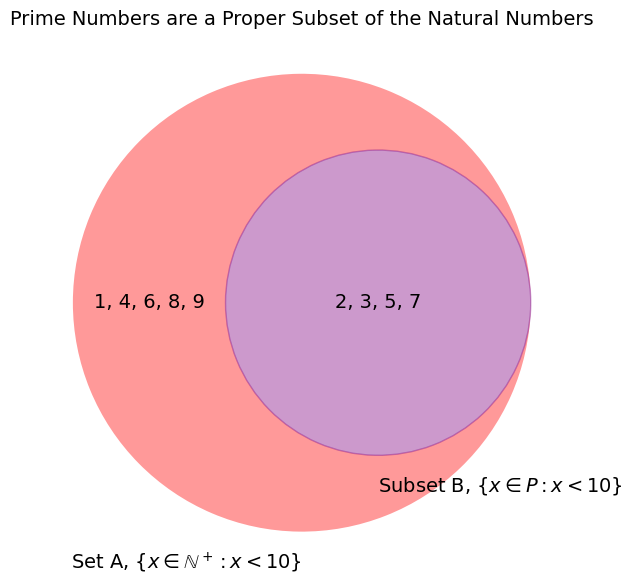 Prime Numbers are a Proper Subset of the Natural Numbers
1, 4, 6, 8, 9
2, 3, 5, 7
Subset B, {x ∈ P : x < 10}
Set A, {x ∈ ℕ⁺ : x < 10}